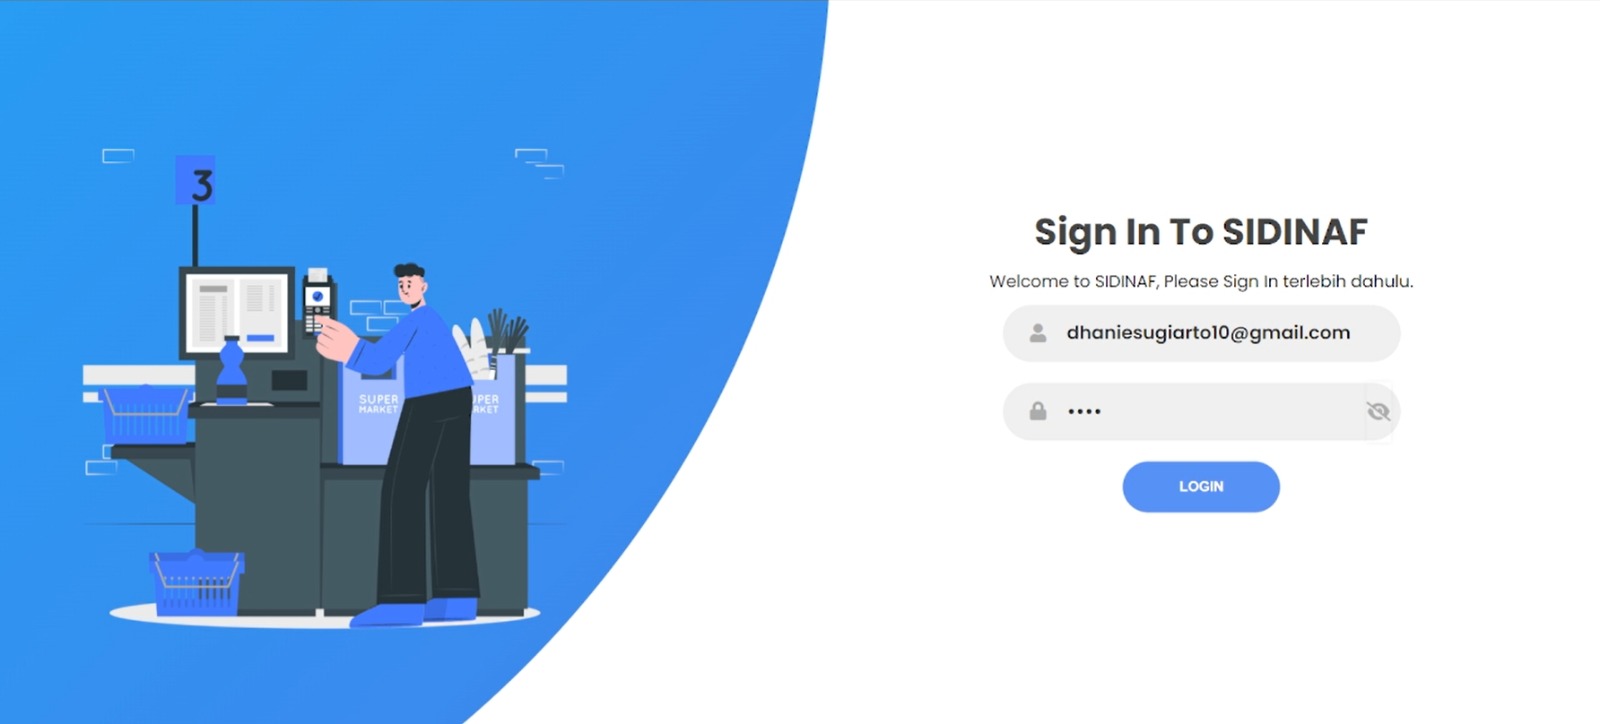 3
SUPER
MARKET
UPER
RKET
Sign In To SIDINAF
Welcome to SIDINAF, Please Sign In terlebih dahulu.
dhaniesugiarto10@gmail.com
••••
LOGIN